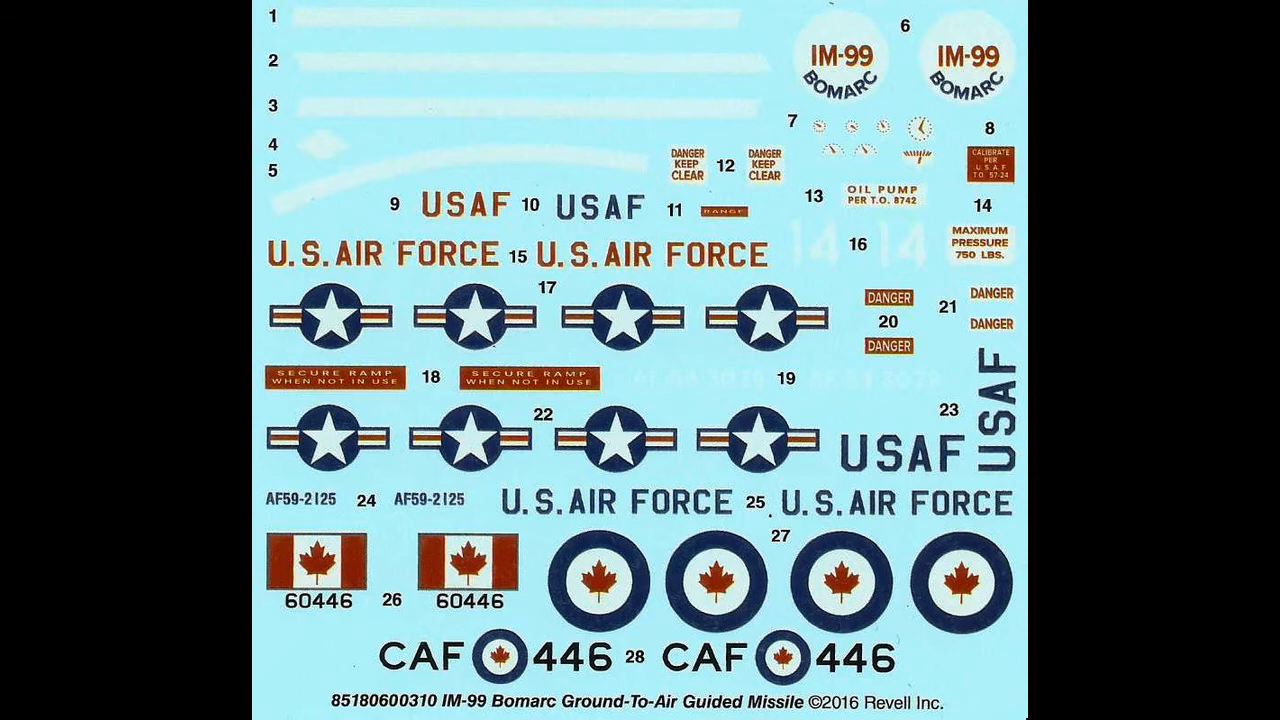 1
6
IM-99
BOMARC
IM-99
BOMARC
2
3
7
8
4
5
DANGER
KEEP
CLEAR
12
DANGER
KEEP
CLEAR
CALIBRATE
PER
U S A F
T.O. 57-24
9
USAF
10
USAF
11
RANGE
13
OIL PUMP
PER T.O. 8742
14
U.S. AIR FORCE
15
U.S. AIR FORCE
14
16
14
MAXIMUM
PRESSURE
750 LBS.
17
DANGER
20
DANGER
21
DANGER
DANGER
SECURE RAMP
WHEN NOT IN USE
18
SECURE RAMP
WHEN NOT IN USE
19
22
23
USAF
USAF
AF59-2125
24
AF59-2125
U.S. AIR FORCE
25
U.S. AIR FORCE
27
60446
26
60446
CAF
446
28
CAF
446
85180600310 IM-99 Bomarc Ground-To-Air Guided Missile ©2016 Revell Inc.